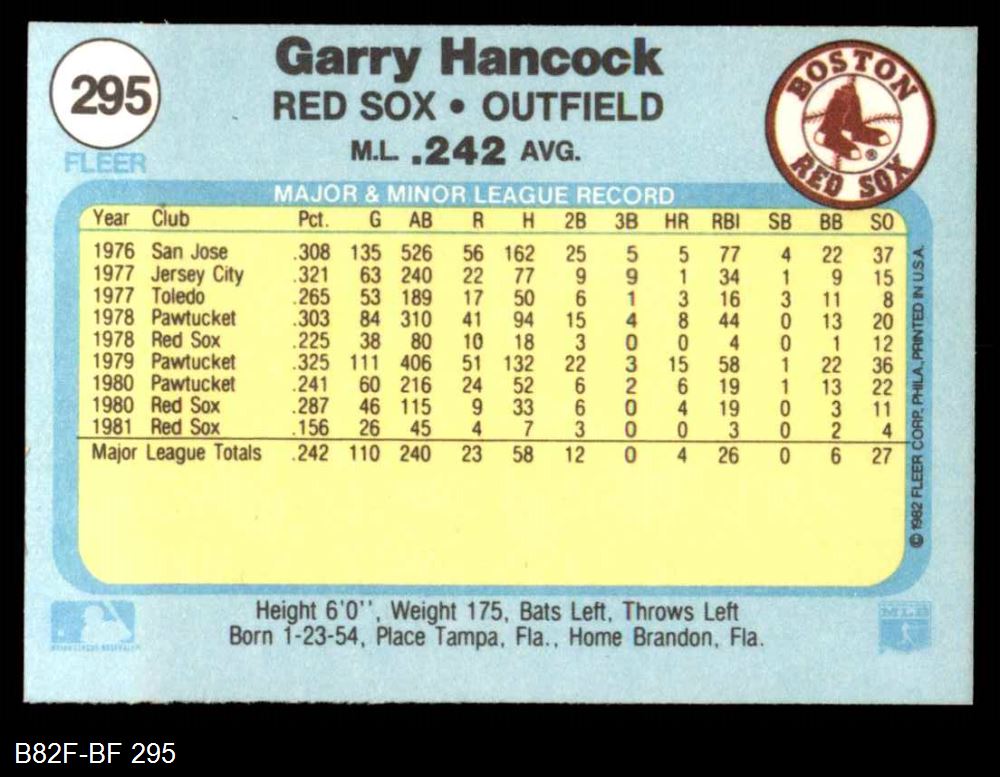 295
FLEER
Garry Hancock
RED SOX • OUTFIELD
M.L. .242 AVG.
BOSTON
RED SOX
®
MAJOR & MINOR LEAGUE RECORD
Year Club Pct. G AB R H 2B 3B HR RBI SB BB SO
1976 San Jose .308 135 526 56 162 25 5 5 77 4 22 37
1977 Jersey City .321 63 240 22 77 9 9 1 34 1 9 15
1977 Toledo .265 53 189 17 50 6 1 3 16 3 11 8
1978 Pawtucket .303 84 310 41 94 15 4 8 44 0 13 20
1978 Red Sox .225 38 80 10 18 3 0 0 4 0 1 12
1979 Pawtucket .325 111 406 51 132 22 3 15 58 1 22 36
1980 Pawtucket .241 60 216 24 52 6 2 6 19 1 13 22
1980 Red Sox .287 46 115 9 33 6 0 4 19 0 3 11
1981 Red Sox .156 26 45 4 7 3 0 0 3 0 2 4
Major League Totals .242 110 240 23 58 12 0 4 26 0 6 27
© 1982 FLEER CORP. PHILA., PRINTED IN U.S.A.
Height 6'0'', Weight 175, Bats Left, Throws Left
Born 1-23-54, Place Tampa, Fla., Home Brandon, Fla.
MLB
B82F-BF 295